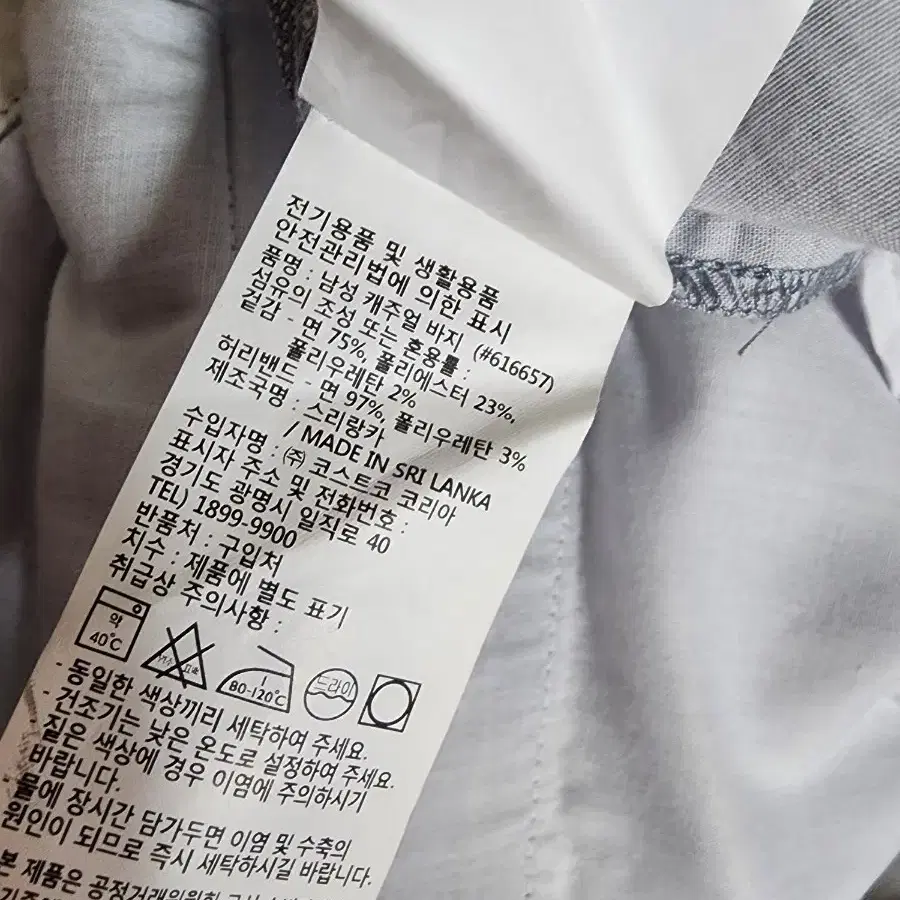 전기용품 및 생활용품
안전관리법에 의한 표시
품명 : 남성 캐주얼 바지 (#616657)
섬유의 조성 또는 혼용률 :
겉감 - 면 75%, 폴리에스터 23%,
폴리우레탄 2%
허리밴드 - 면 97%, 폴리우레탄 3%
제조국명 : 스리랑카
/ MADE IN SRI LANKA
수입자명 : ㈜ 코스트코 코리아
표시자 주소 및 전화번호 :
경기도 광명시 일직로 40
TEL) 1899-9900
반품처 : 구입처
치수 : 제품에 별도 표기
취급상 주의사항 :
약 40℃
80-120℃
드라이
- 동일한 색상끼리 세탁하여 주세요.
- 건조기는 낮은 온도로 설정하여 주세요.
짙은 색상에 경우 이염에 주의하시기
바랍니다.
물에 장시간 담가두면 이염 및 수축의
원인이 되므로 즉시 세탁하시길 바랍니다.
본 제품은 공정거래위원회